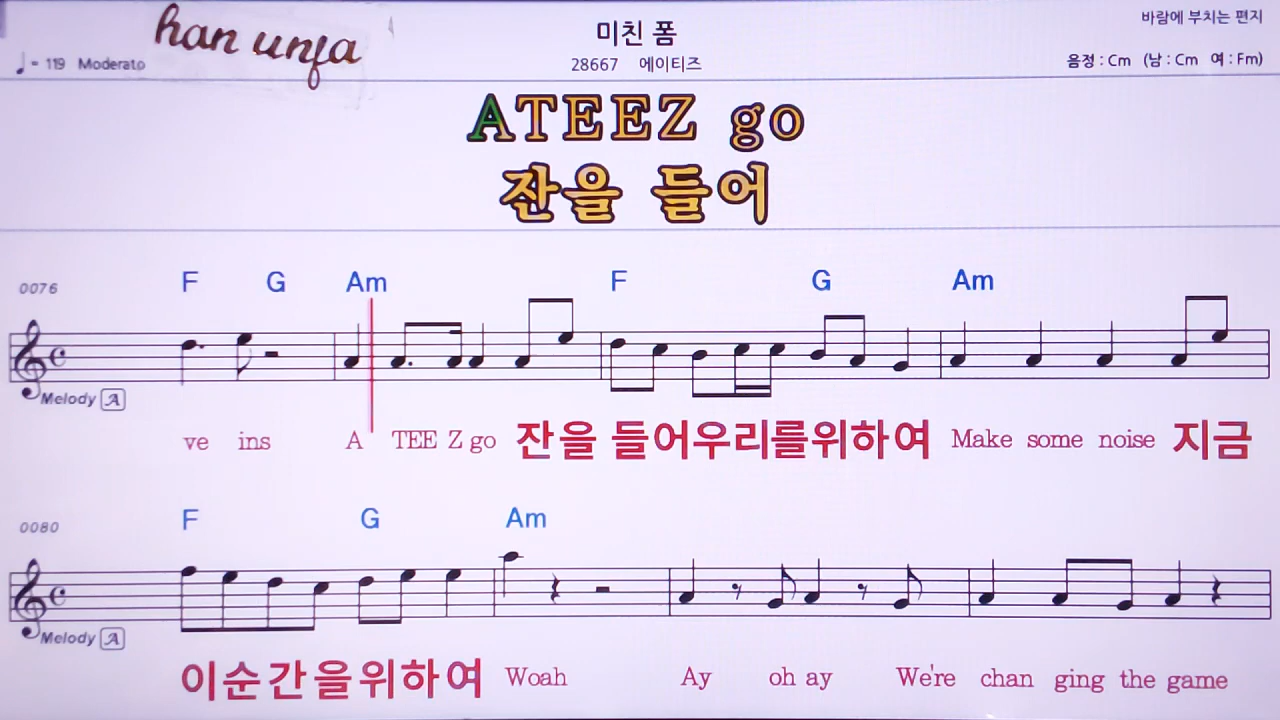 han unfa
미친 폼
바람에 부치는 편지
♩= 119 Moderato
28667 에이티즈
음정 : Cm (남 : Cm 여 : Fm)
ATEEZ go
잔을 들어
0076 F G Am F G Am
Melody A
ve ins A TEE Z go 잔을 들어우리를위하여 Make some noise 지금
0080 F G Am
Melody A
이순간을위하여 Woah Ay oh ay We're chan ging the game